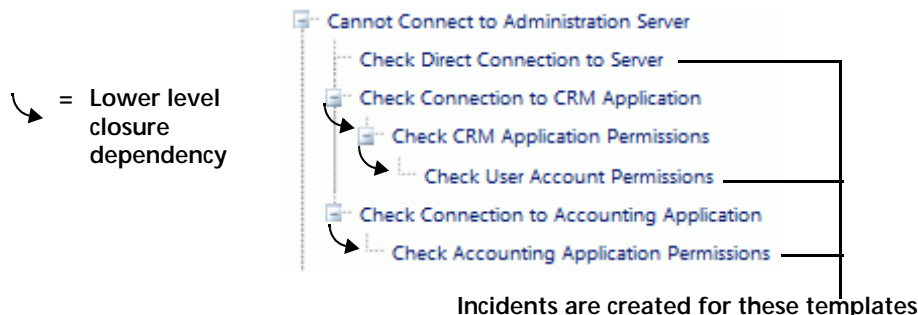 Cannot Connect to Administration Server
Check Direct Connection to Server
= Lower level
closure
dependency
Check Connection to CRM Application
Check CRM Application Permissions
Check User Account Permissions
Check Connection to Accounting Application
Check Accounting Application Permissions
Incidents are created for these templates